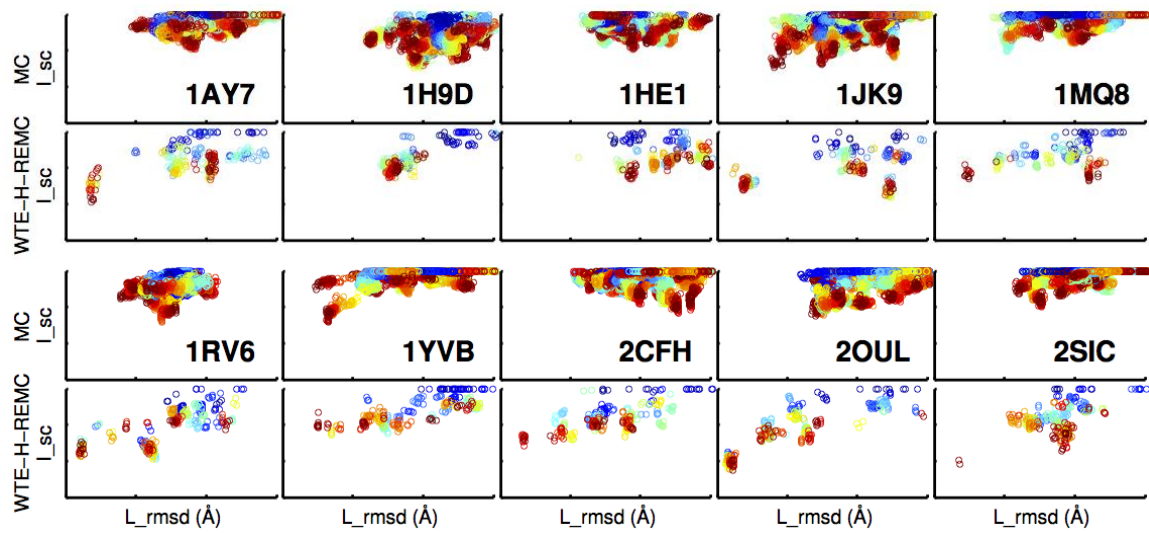 MC
I_sc
1AY7
1H9D
1HE1
1JK9
1MQ8
WTE-H-REMC
I_sc
MC
I_sc
1RV6
1YVB
2CFH
2OUL
2SIC
WTE-H-REMC
I_sc
L_rmsd (Å)
L_rmsd (Å)
L_rmsd (Å)
L_rmsd (Å)
L_rmsd (Å)